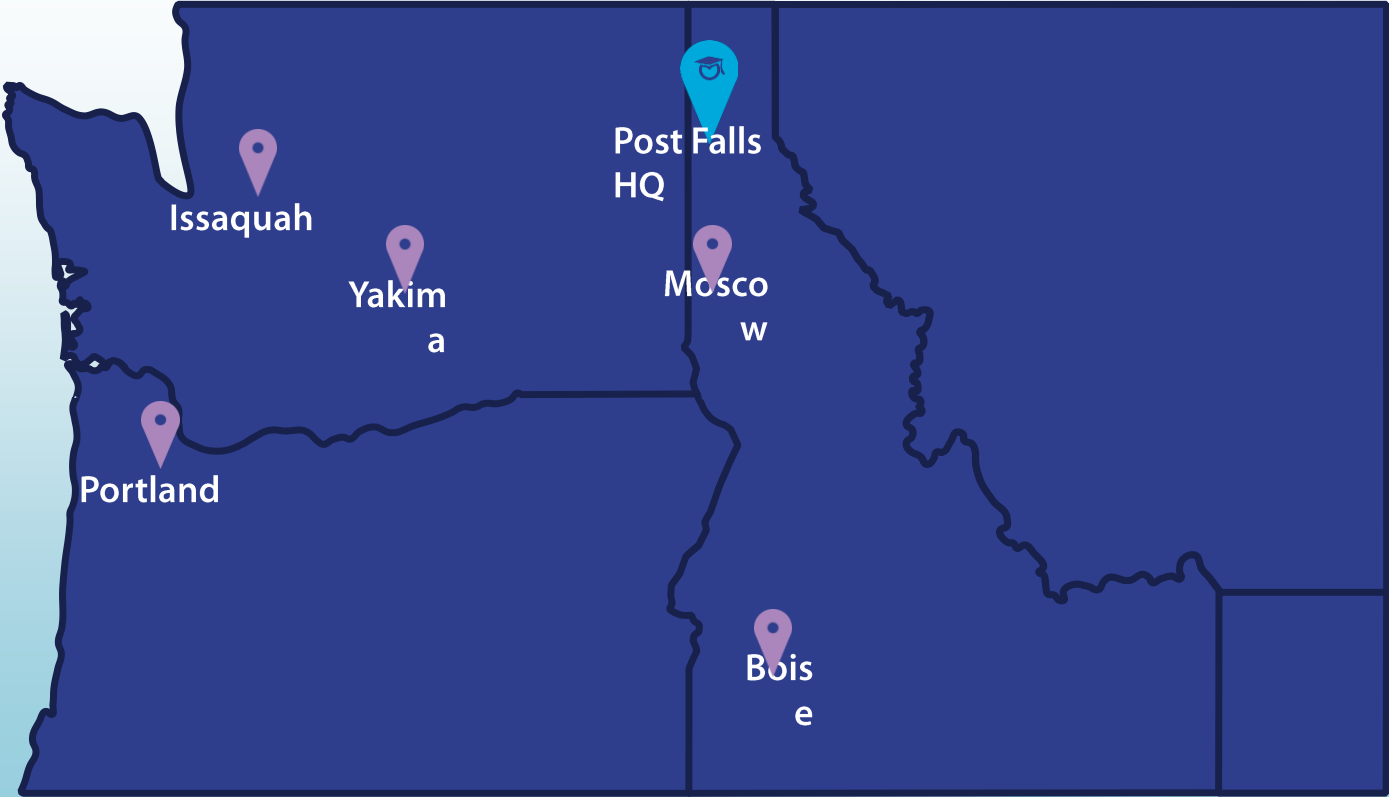 Post Falls
HQ
Issaquah
Yakim
a
Mosco
w
Portland
Bois
e